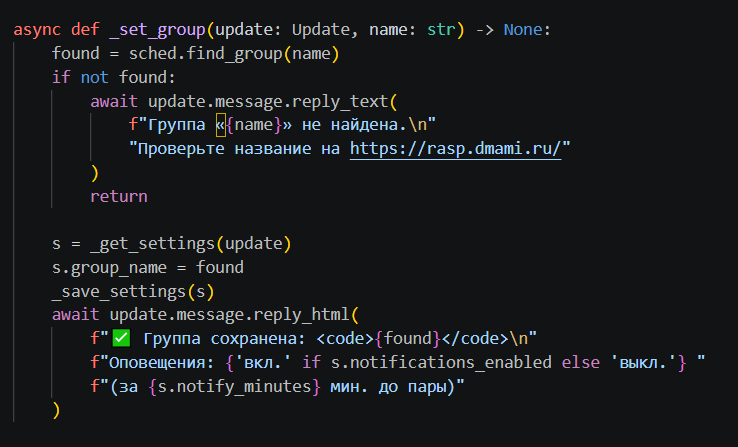 async def _set_group(update: Update, name: str) -> None:
    found = sched.find_group(name)
    if not found:
        await update.message.reply_text(
            f"Группа «{name}» не найдена.\n"
            "Проверьте название на https://rasp.dmami.ru/"
        )
        return

    s = _get_settings(update)
    s.group_name = found
    _save_settings(s)
    await update.message.reply_html(
        f"✅ Группа сохранена: <code>{found}</code>\n"
        f"Оповещения: {'вкл.' if s.notifications_enabled else 'выкл.'} "
        f"(за {s.notify_minutes} мин. до пары)"
    )